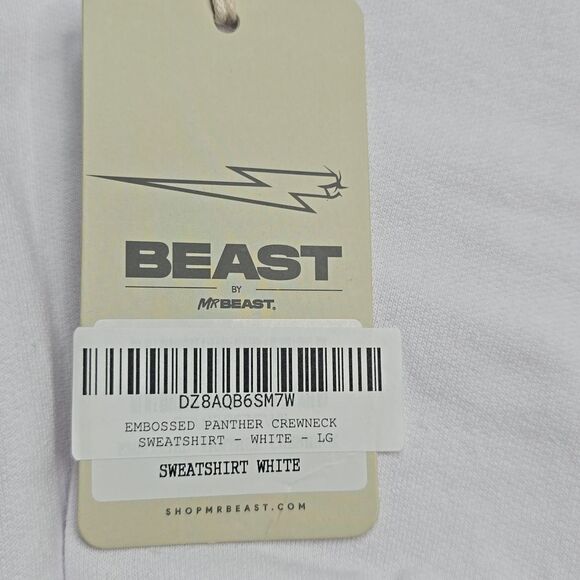 BEAST
BY
MRBEAST.
DZ8AQB6SM7W
EMBOSSED PANTHER CREWNECK
SWEATSHIRT - WHITE - LG
SWEATSHIRT WHITE
SHOPMRBEAST.COM